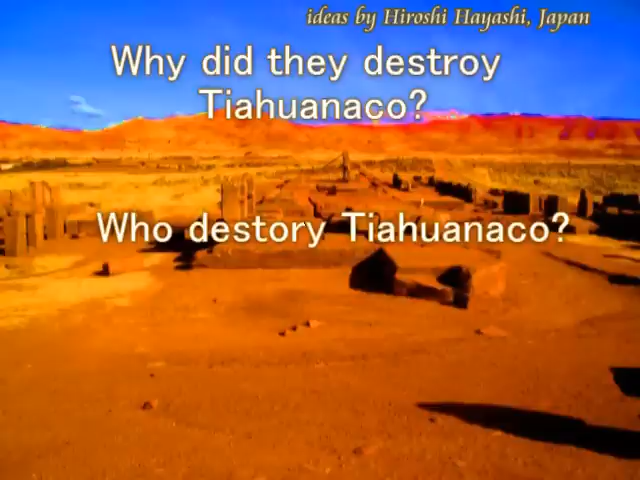 ideas by Hiroshi Hayashi, Japan
Why did they destroy
Tiahuanaco?
Who destory Tiahuanaco?